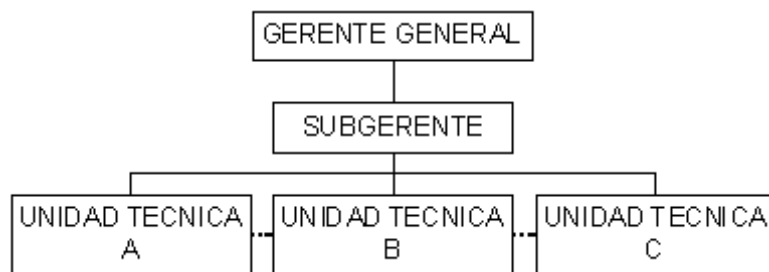 GERENTE GENERAL
SUBGERENTE
UNIDAD TECNICA
A
UNIDAD TECNICA
B
UNIDAD TECNICA
C